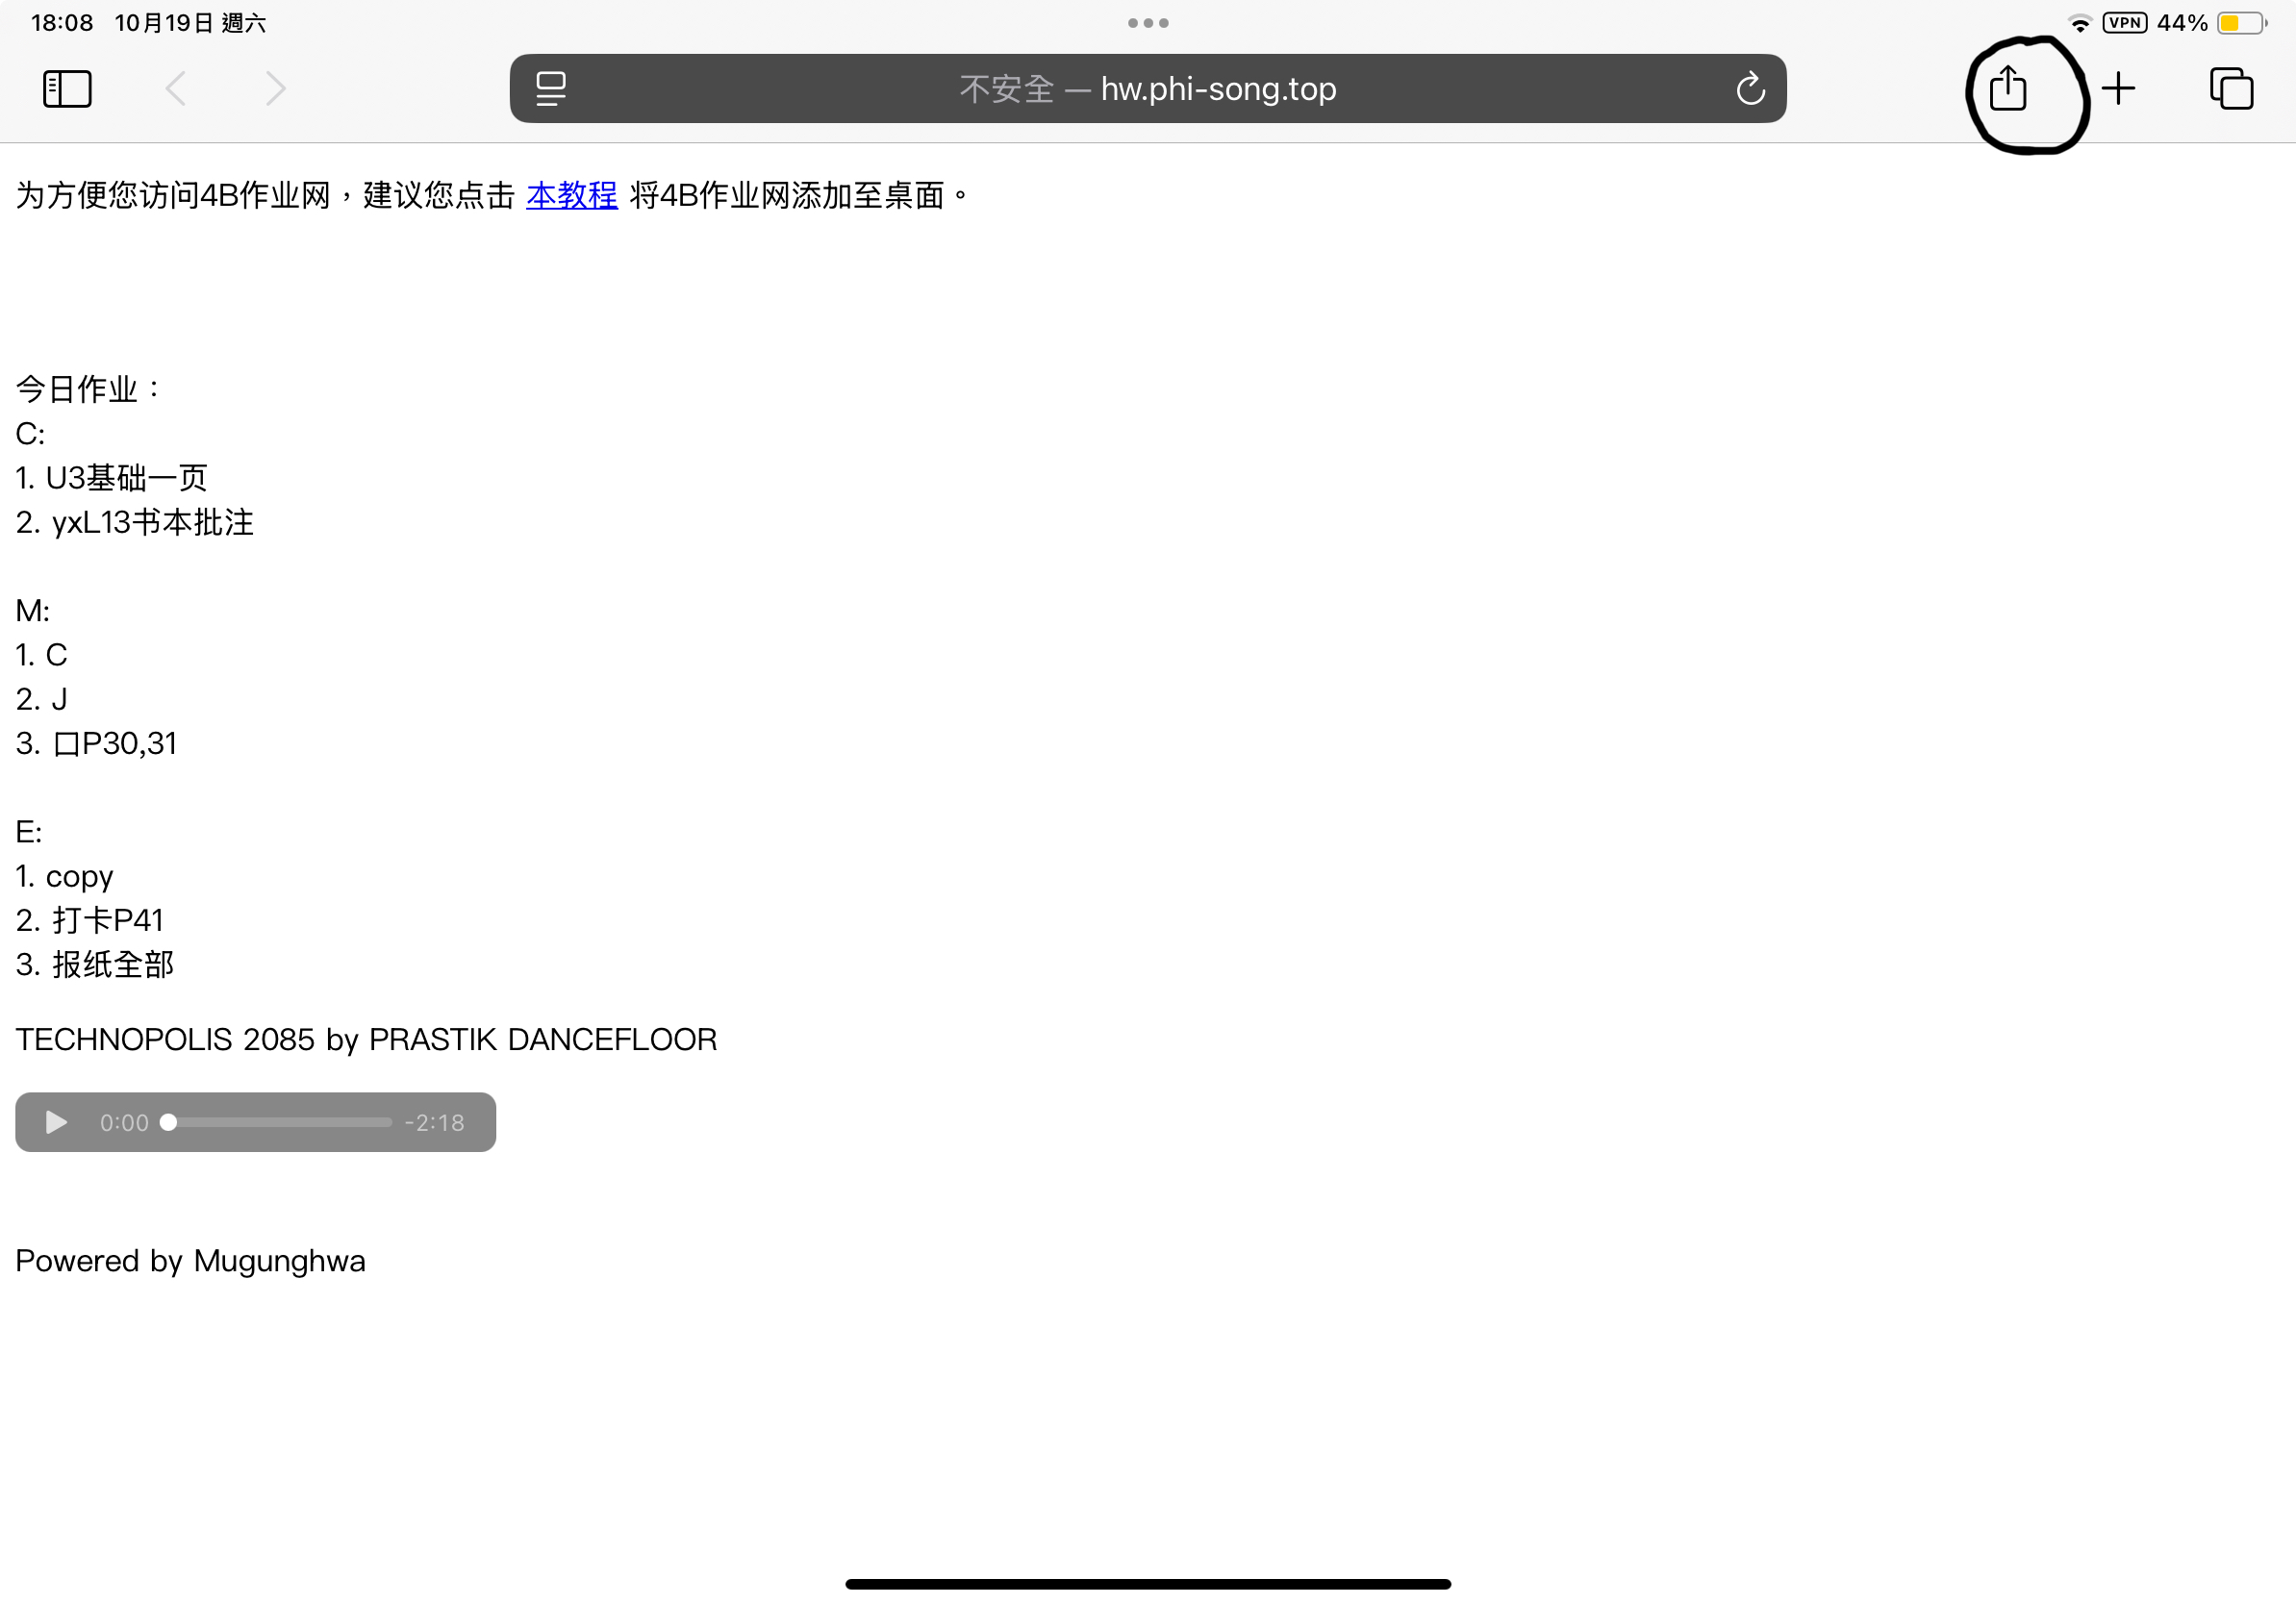 18:08 10月19日 週六 VPN 44%
不安全 — hw.phi-song.top
为方便您访问4B作业网，建议您点击 本教程 将4B作业网添加至桌面。
今日作业：
C:
1. U3基础一页
2. yxL13书本批注
M:
1. C
2. J
3. 口P30,31
E:
1. copy
2. 打卡P41
3. 报纸全部
TECHNOPOLIS 2085 by PRASTIK DANCEFLOOR
0:00 -2:18
Powered by Mugunghwa